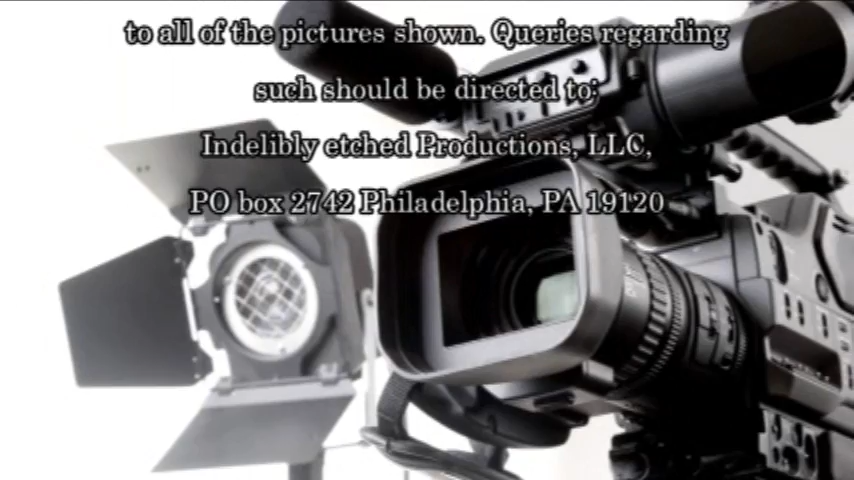 to all of the pictures shown. Queries regarding
such should be directed to:
Indelibly etched Productions, LLC,
PO box 2742 Philadelphia, PA 19120